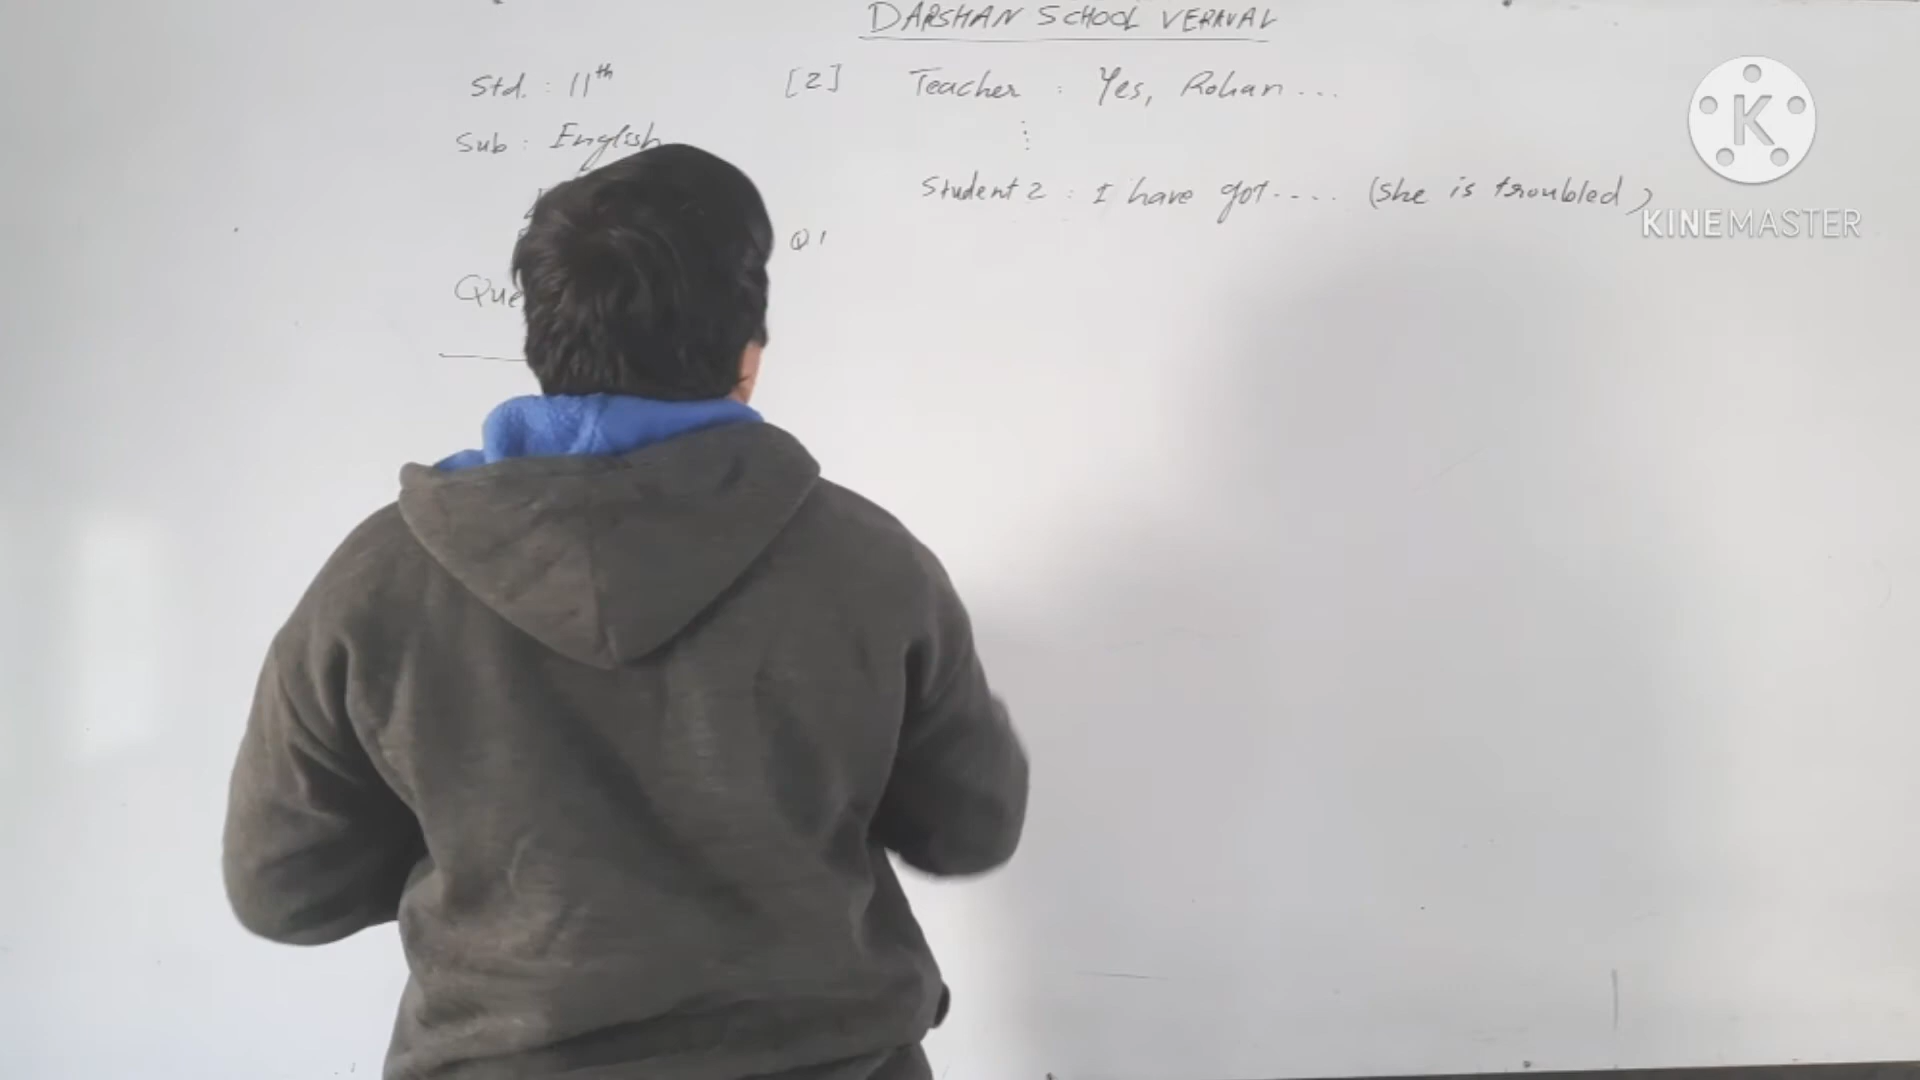 DARSHAN SCHOOL VERAVAL
Std. : 11th
Sub : English
Que
[2] Teacher : Yes, Rohan ...
Student 2 : I have got .... (She is troubled)
Q 1
K
KINEMASTER